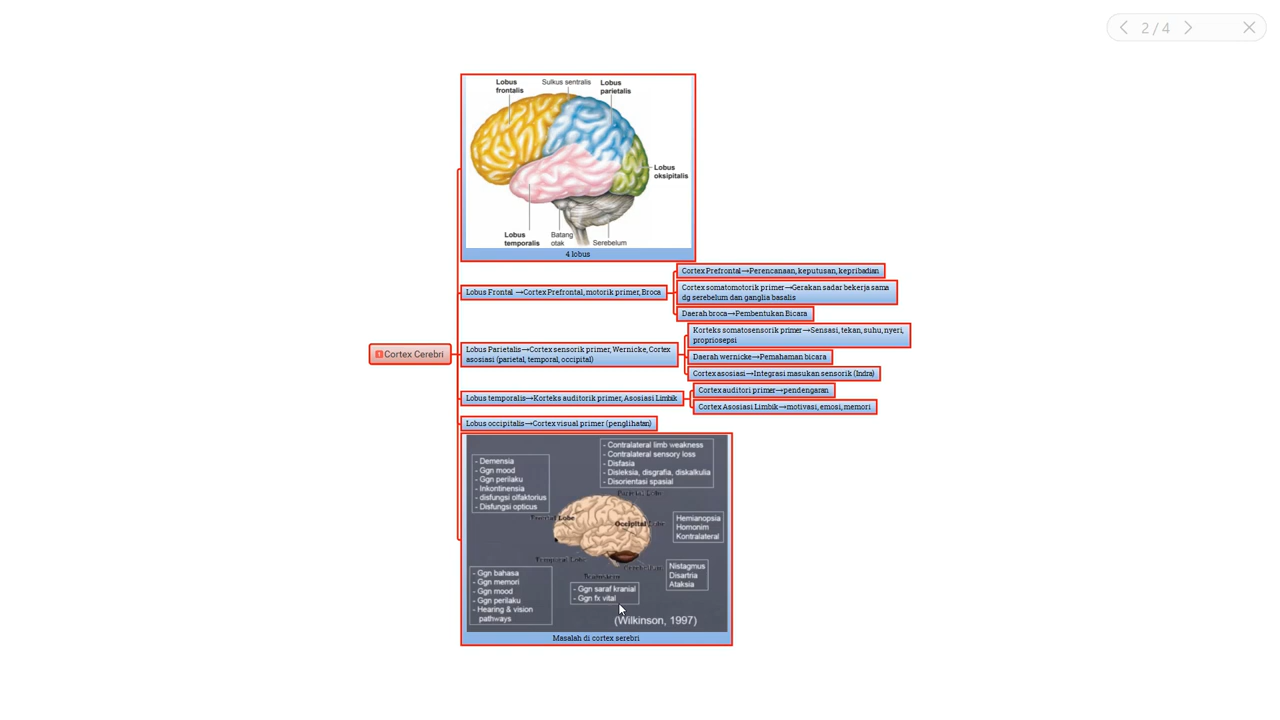 2 / 4
Lobus
frontalis
Sulkus sentralis
Lobus
parietalis
Lobus
oksipitalis
Lobus
temporalis
Batang
otak
Serebelum
4 lobus
Cortex Cerebri
Lobus Frontal →Cortex Prefrontal, motorik primer, Broca
Cortex Prefrontal→Perencanaan, keputusan, kepribadian
Cortex somatomotorik primer→Gerakan sadar bekerja sama
dg serebelum dan ganglia basalis
Daerah broca→Pembentukan Bicara
Lobus Parietalis→Cortex sensorik primer, Wernicke, Cortex
asosiasi (parietal, temporal, occipital)
Korteks somatosensorik primer→Sensasi, tekan, suhu, nyeri,
propriosepsi
Daerah wernicke→Pemahaman bicara
Cortex asosiasi→Integrasi masukan sensorik (Indra)
Lobus temporalis→Korteks auditorik primer, Asosiasi Limbik
Cortex auditori primer→pendengaran
Cortex Asosiasi Limbik→motivasi, emosi, memori
Lobus occipitalis→Cortex visual primer (penglihatan)
- Demensia
- Ggn mood
- Ggn perilaku
- Inkontinensia
- disfungsi olfaktorius
- Disfungsi opticus
- Contralateral limb weakness
- Contralateral sensory loss
- Disfasia
- Disleksia, disgrafia, diskalkulia
- Disorientasi spasial
Parietal Lobe
Frontal Lobe
Occipital Lobe
Hemianopsia
Homonim
Kontralateral
Temporal Lobe
Cerebellum
Brainstem
Nistagmus
Disartria
Ataksia
- Ggn bahasa
- Ggn memori
- Ggn mood
- Ggn perilaku
- Hearing & vision
pathways
- Ggn saraf kranial
- Ggn fx vital
(Wilkinson, 1997)
Masalah di cortex serebri